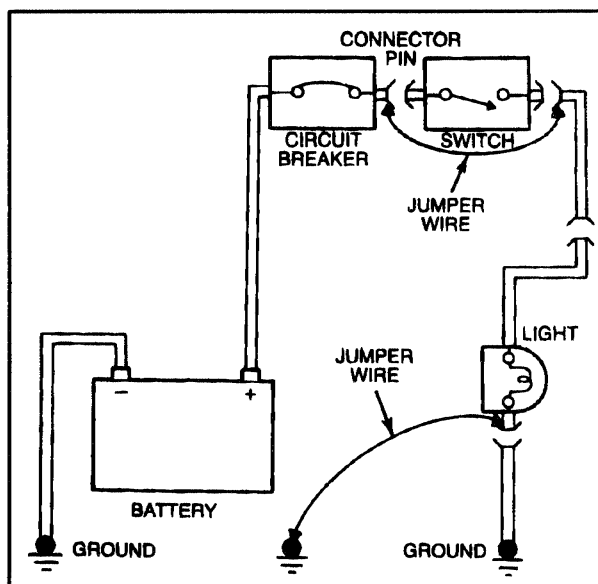 CONNECTOR
PIN
CIRCUIT
BREAKER
SWITCH
JUMPER
WIRE
LIGHT
JUMPER
WIRE
− +
BATTERY
GROUND
GROUND